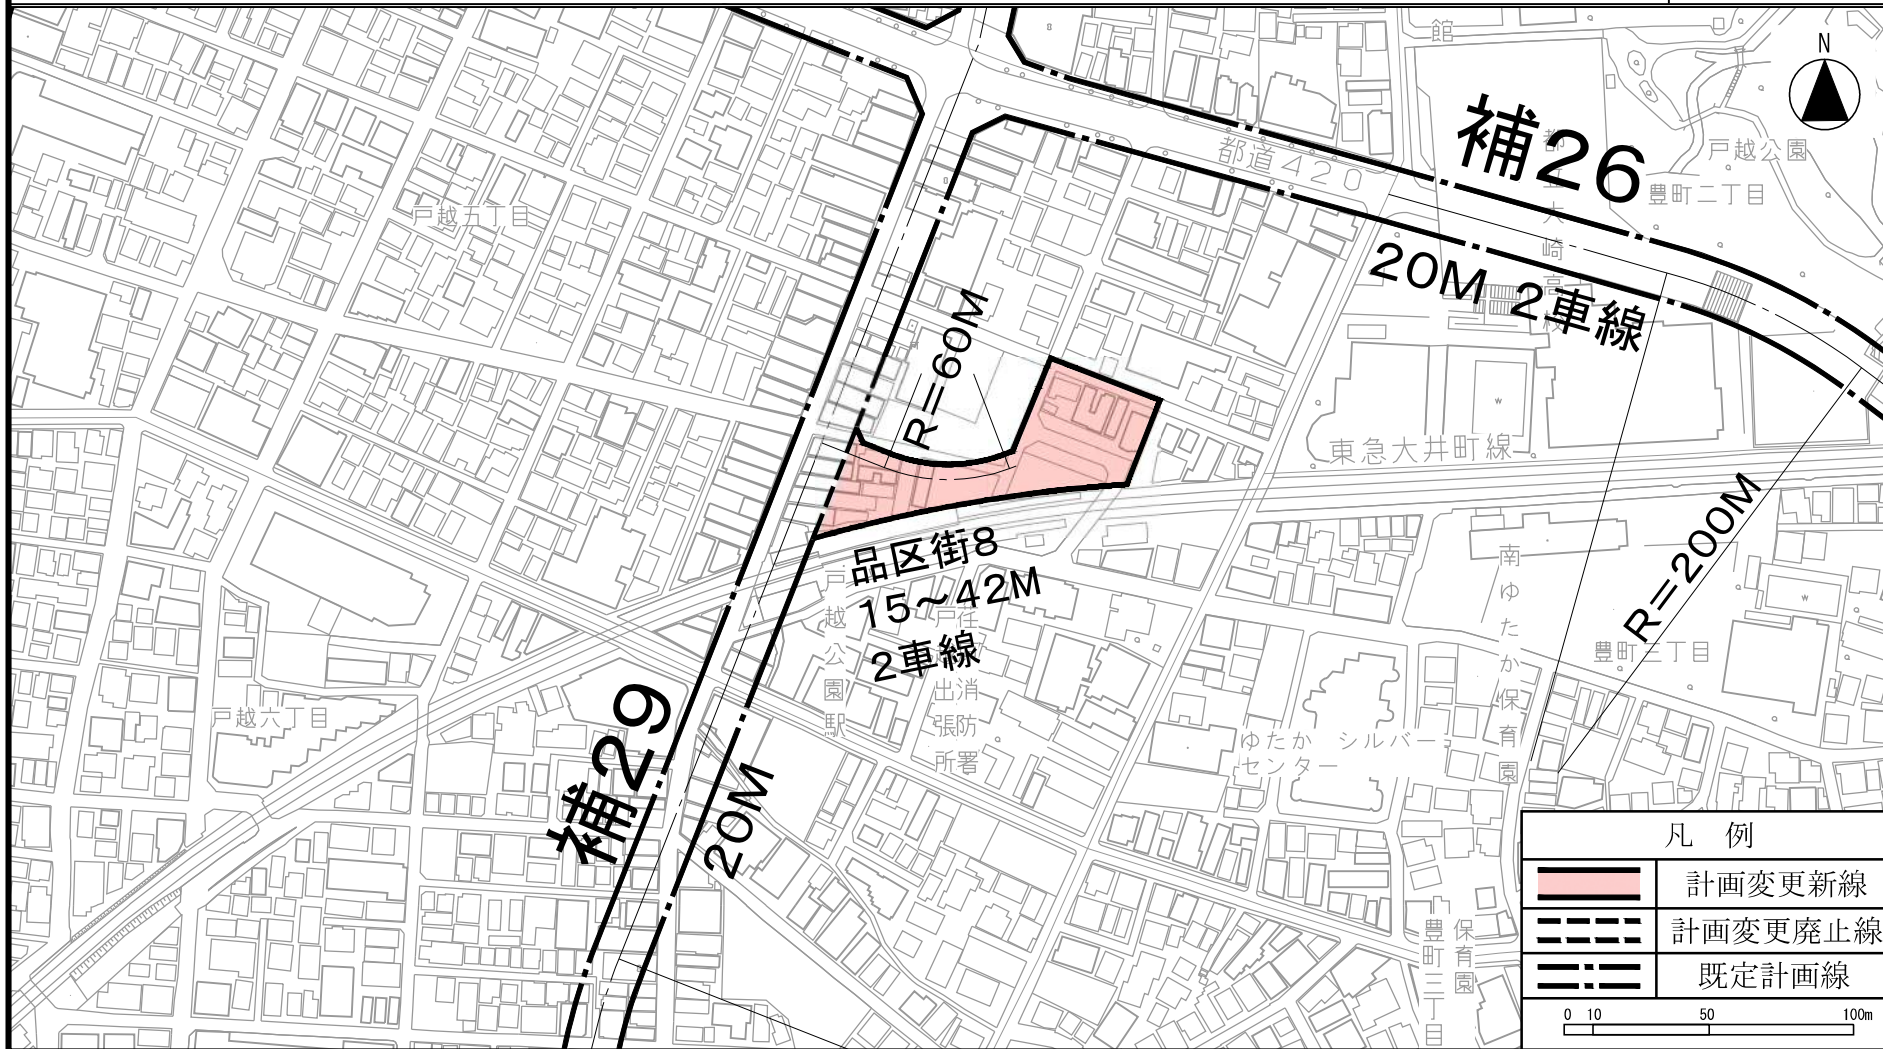 館
N
補26
都道420
戸越公園
豊町二丁目
都立大崎高校
戸越五丁目
20M 2車線
R=60M
東急大井町線
R=200M
品区街8
15～42M
2車線
戸越公園駅
出張所
消防署
南ゆたか保育園
豊町三丁目
戸越六丁目
補29
20M
ゆたか シルバー
センター
保育園
豊町三丁目
凡 例
計画変更新線
計画変更廃止線
既定計画線
0 10 50 100m